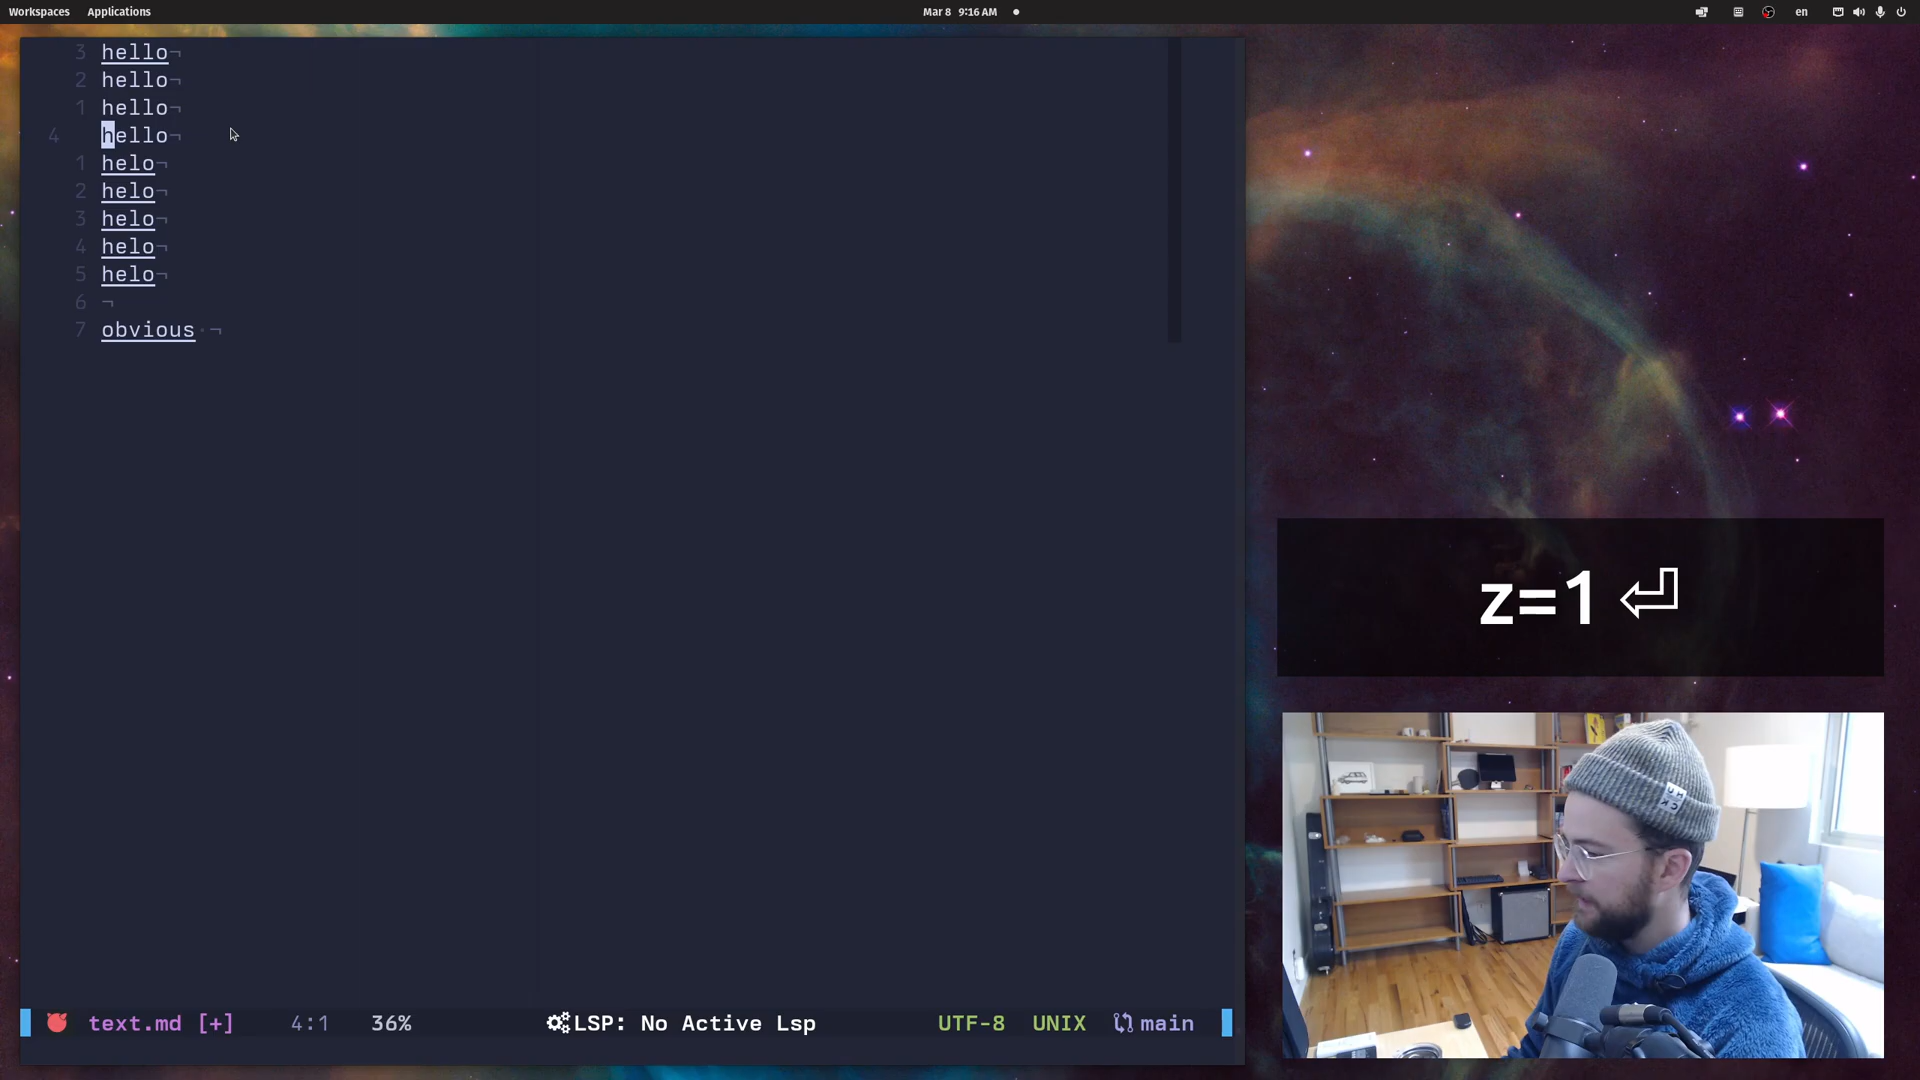 Workspaces Applications Mar 8 9:16 AM en
3 hello¬
2 hello¬
1 hello¬
4 hello¬
1 helo¬
2 helo¬
3 helo¬
4 helo¬
5 helo¬
6 ¬
7 obvious·¬
z=1 ⏎
text.md [+] 4:1 36% LSP: No Active Lsp UTF-8 UNIX main